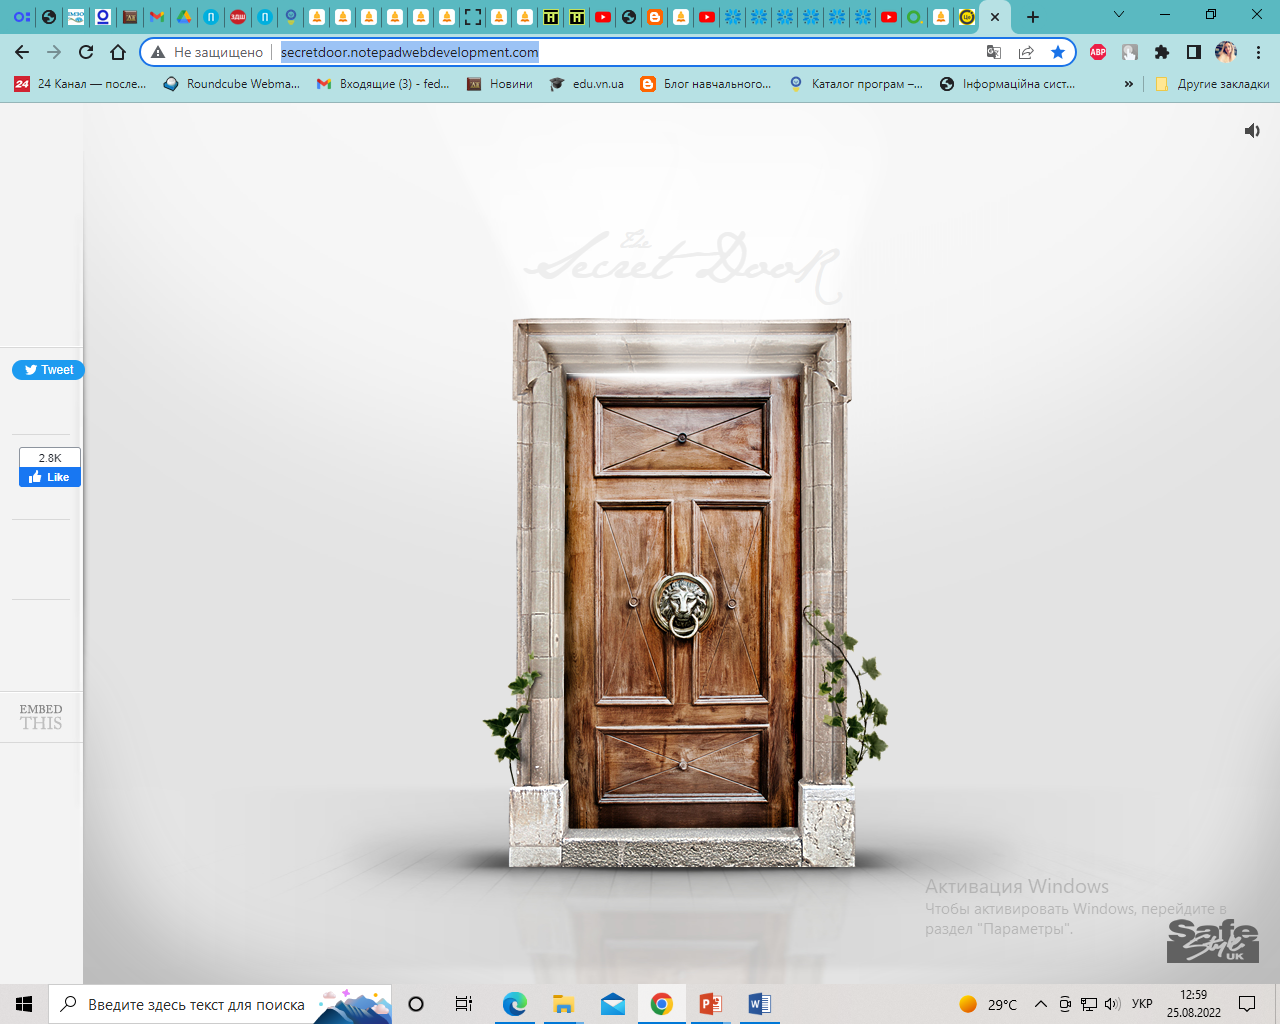 Не защищено
secretdoor.notepadwebdevelopment.com
24 Канал — после...
Roundcube Webma...
Входящие (3) - fed...
Новини
edu.vn.ua
Блог навчального...
Каталог програм –...
Інформаційна сист...
»
Другие закладки
ABP
The
Secret Door
Tweet
2.8K
Like
EMBED
THIS
Активация Windows
Чтобы активировать Windows, перейдите в
раздел "Параметры".
Safe
Style
UK
Введите здесь текст для поиска
29°C
УКР
12:59
25.08.2022